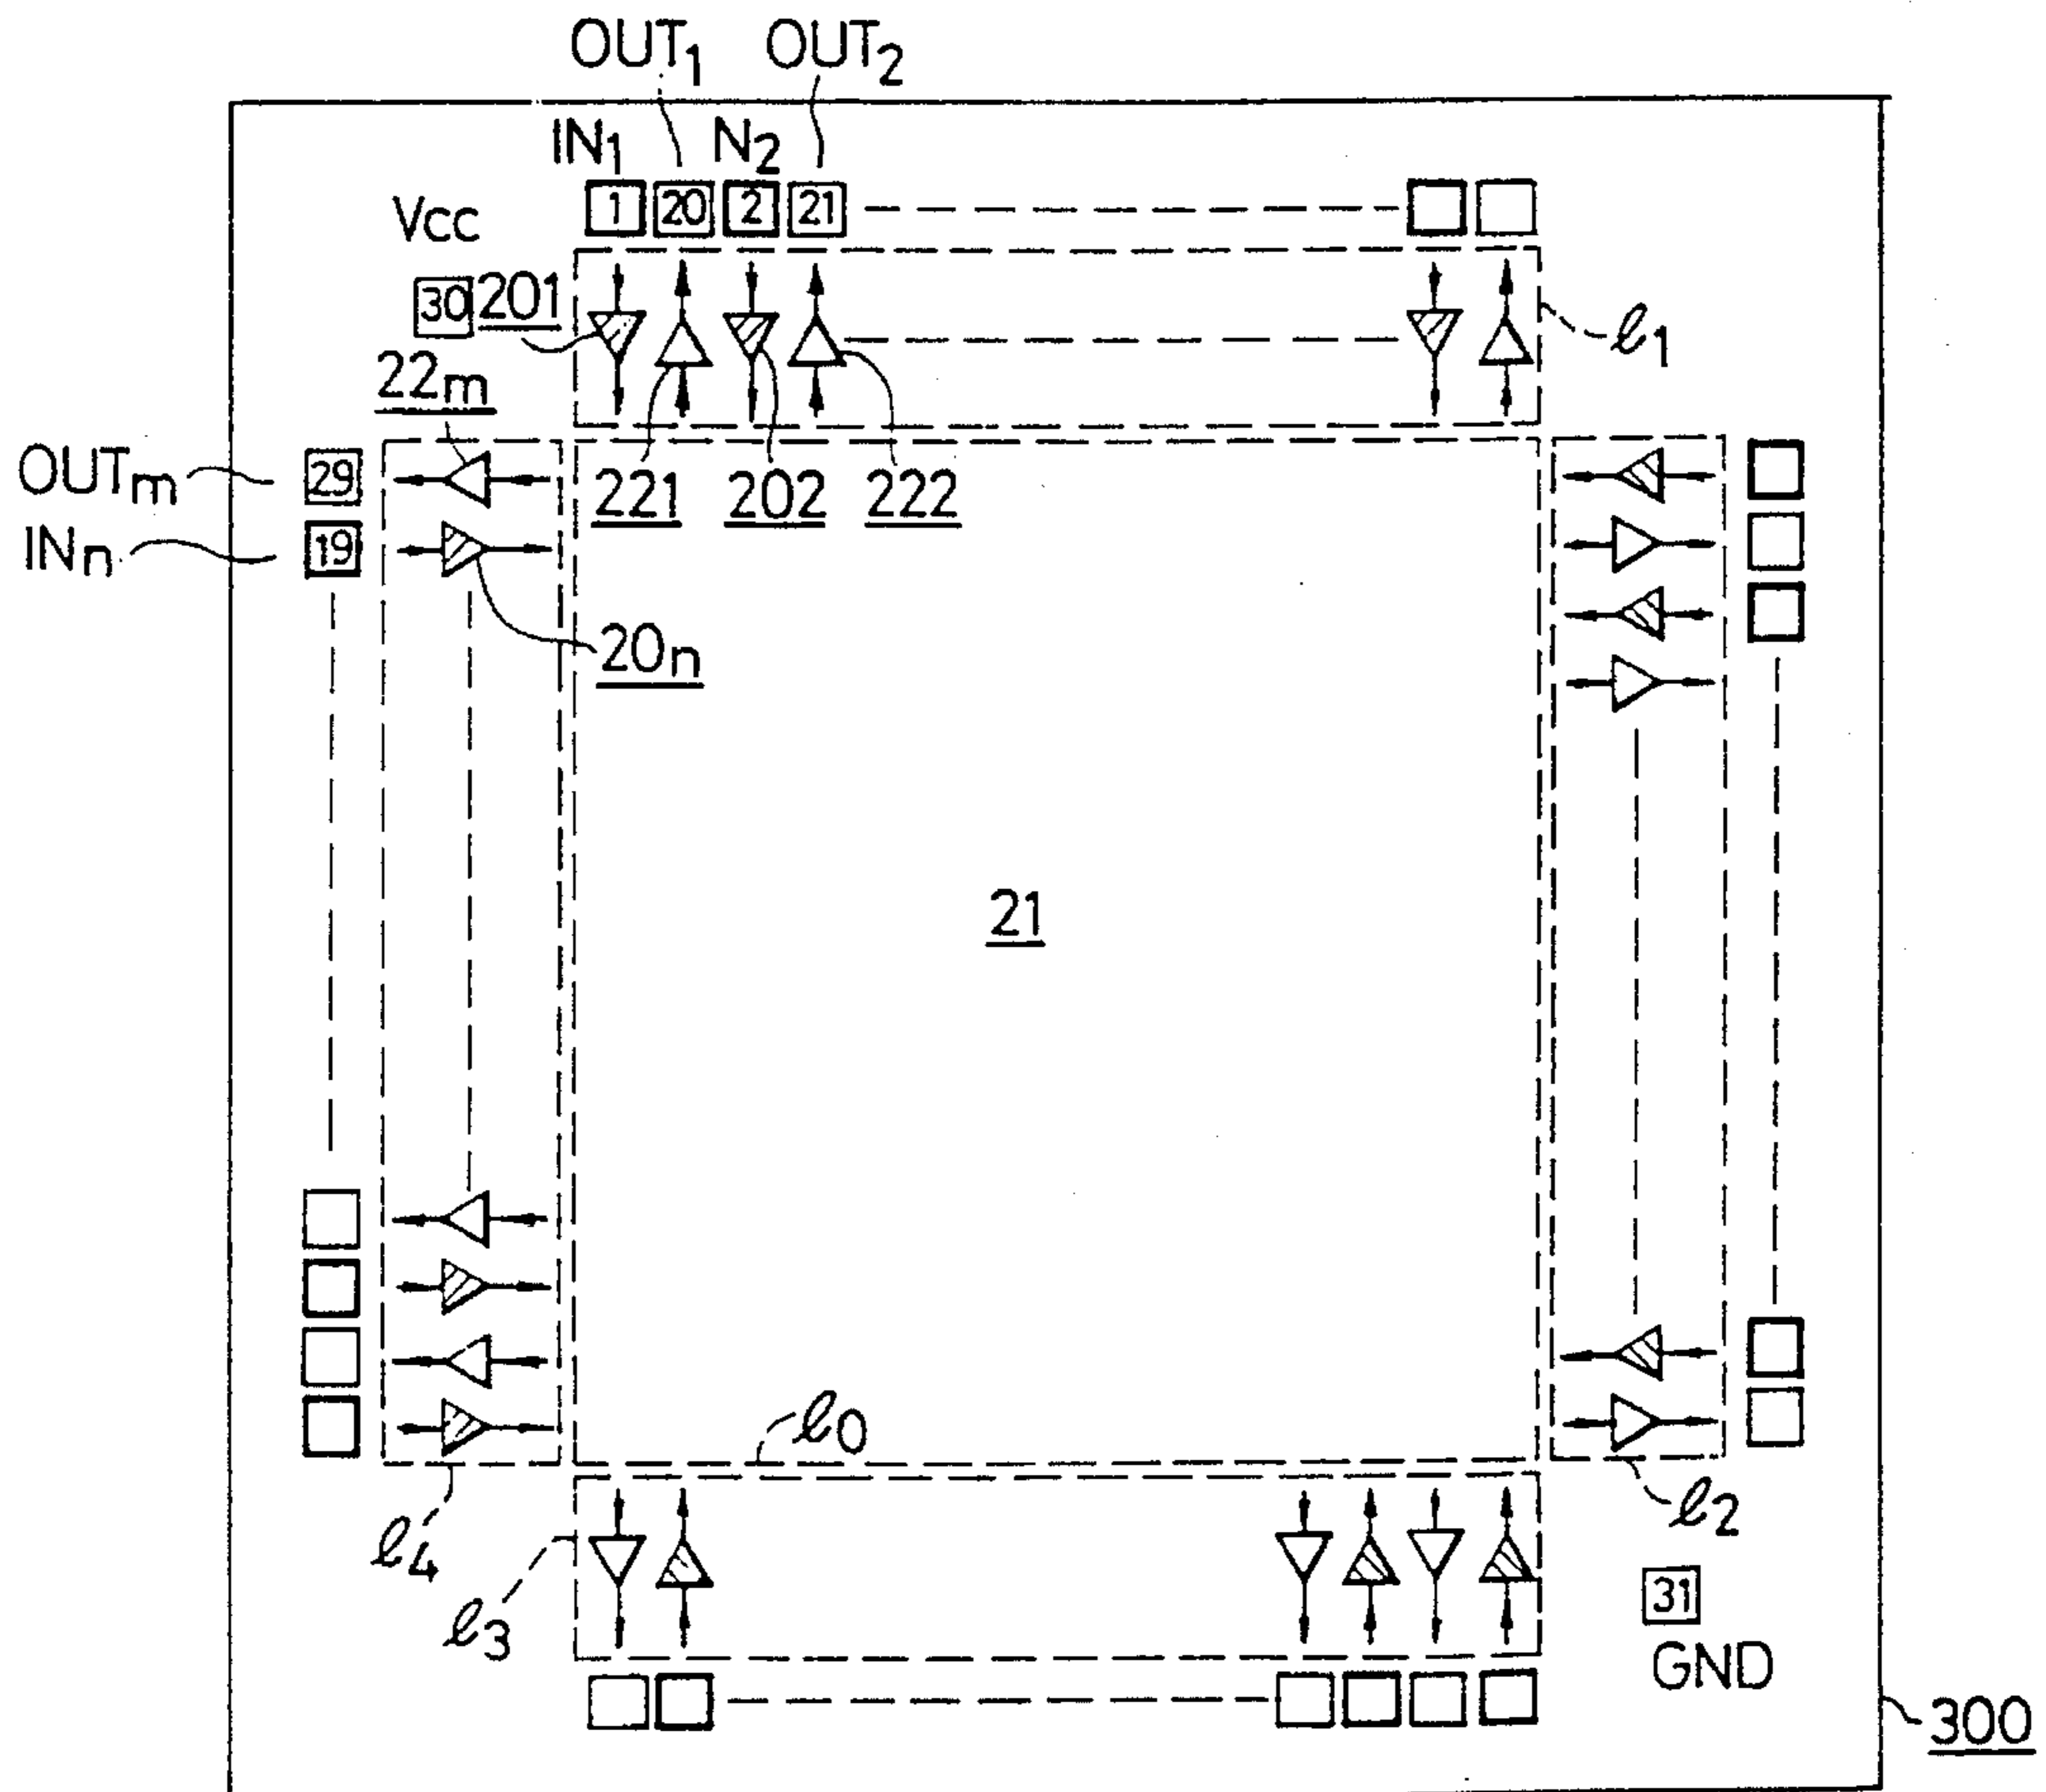 OUT1 OUT2
IN1 N2
1 20 2 21
Vcc
30 201
ℓ1
22m
OUTm 29
221 202 222
INn 19
20n
21
ℓ0
ℓ4
ℓ2
ℓ3
31
GND
300